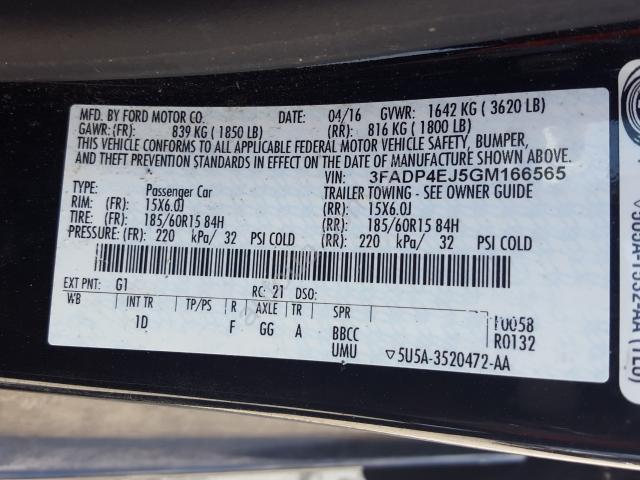 MFD. BY FORD MOTOR CO. DATE: 04/16 GVWR: 1642 KG ( 3620 LB)
GAWR: (FR): 839 KG ( 1850 LB) (RR): 816 KG ( 1800 LB)
THIS VEHICLE CONFORMS TO ALL APPLICABLE FEDERAL MOTOR VEHICLE SAFETY, BUMPER,
AND THEFT PREVENTION STANDARDS IN EFFECT ON THE DATE OF MANUFACTURE SHOWN ABOVE.
VIN: 3FADP4EJ5GM166565
TYPE: Passenger Car TRAILER TOWING - SEE OWNER GUIDE
RIM: (FR): 15X6.0J (RR): 15X6.0J
TIRE: (FR): 185/60R15 84H (RR): 185/60R15 84H
PRESSURE: (FR) 220 kPa/ 32 PSI COLD (RR) 220 kPa/ 32 PSI COLD
EXT PNT: G1 RC: 21 DSO:
WB INT TR TP/PS R AXLE TR SPR
1D F GG A BBCC
UMU
0058
R0132
▽5U5A-3520472-AA